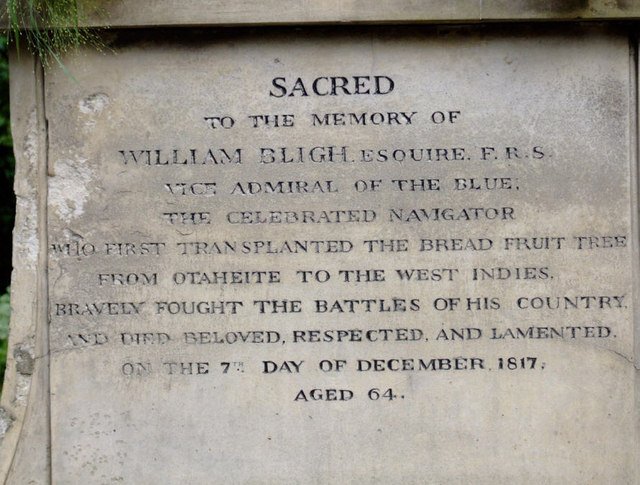 SACRED
TO THE MEMORY OF
WILLIAM BLIGH, ESQUIRE, F.R.S.
VICE ADMIRAL OF THE BLUE;
THE CELEBRATED NAVIGATOR
WHO FIRST TRANSPLANTED THE BREAD FRUIT TREE
FROM OTAHEITE TO THE WEST INDIES,
BRAVELY FOUGHT THE BATTLES OF HIS COUNTRY,
AND DIED BELOVED, RESPECTED, AND LAMENTED,
ON THE 7TH DAY OF DECEMBER, 1817,
AGED 64.